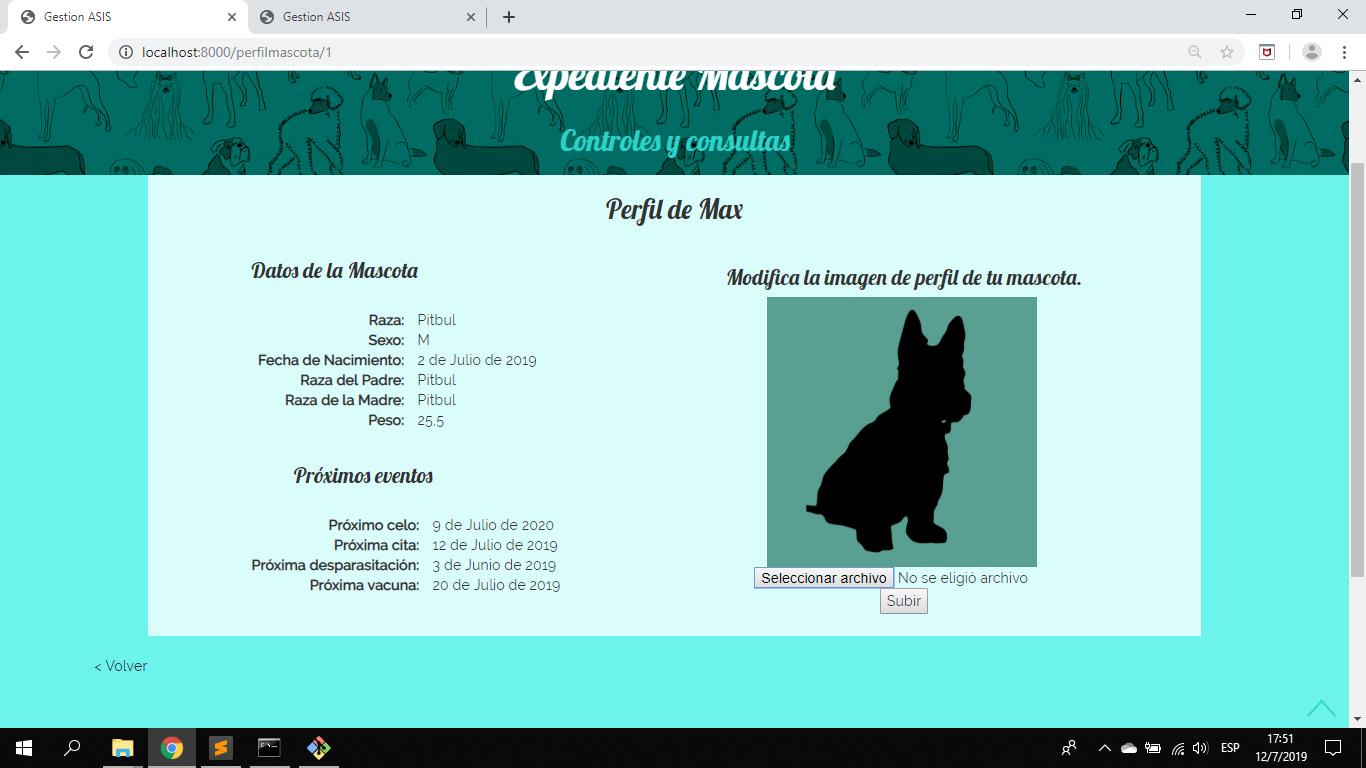 Gestion ASIS
Gestion ASIS
localhost:8000/perfilmascota/1
Expediente Mascota
Controles y consultas
Perfil de Max
Datos de la Mascota
Raza: Pitbul
Sexo: M
Fecha de Nacimiento: 2 de Julio de 2019
Raza del Padre: Pitbul
Raza de la Madre: Pitbul
Peso: 25.5
Próximos eventos
Próximo celo: 9 de Julio de 2020
Próxima cita: 12 de Julio de 2019
Próxima desparasitación: 3 de Junio de 2019
Próxima vacuna: 20 de Julio de 2019
Modifica la imagen de perfil de tu mascota.
Seleccionar archivo No se eligió archivo
Subir
< Volver
ESP
17:51
12/7/2019